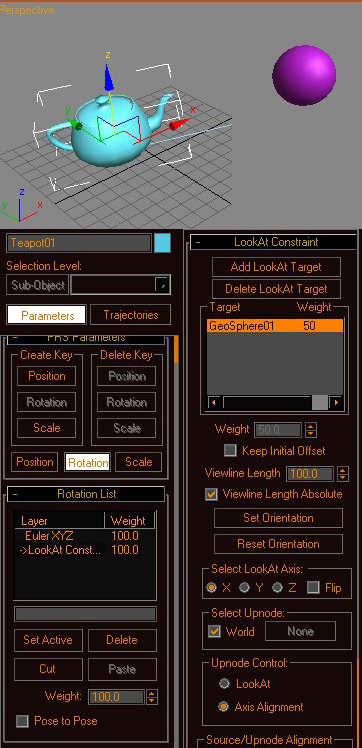 Perspective
z
y
x
z
y
x
Teapot01
Selection Level:
Sub-Object
Parameters
Trajectories
PRS Parameters
Create Key
Delete Key
Position
Position
Rotation
Rotation
Scale
Scale
Position
Rotation
Scale
- Rotation List
Layer
Weight
Euler XYZ
100.0
->LookAt Const...
100.0
Set Active
Delete
Cut
Paste
Weight:
100.0
Pose to Pose
- LookAt Constraint
Add LookAt Target
Delete LookAt Target
Target
Weight
GeoSphere01
50
Weight
50.0
Keep Initial Offset
Viewline Length
100.0
Viewline Length Absolute
Set Orientation
Reset Orientation
Select LookAt Axis:
X
Y
Z
Flip
Select Upnode:
World
None
Upnode Control:
LookAt
Axis Alignment
Source/Upnode Alignment